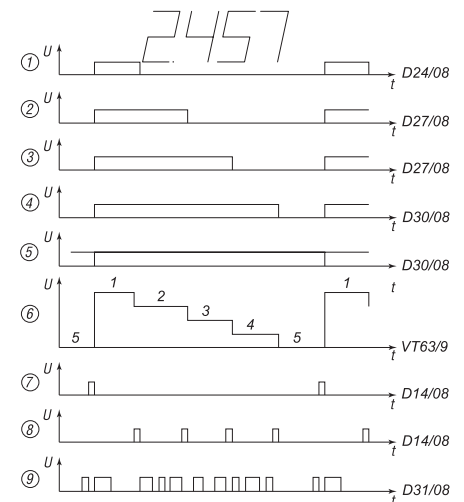 2457
U
① t D24/08
U
② t D27/08
U
③ t D27/08
U
④ t D30/08
U
⑤ t D30/08
U 1 2 3 4 1
⑥ 5 5 t VT63/9
U
⑦ t D14/08
U
⑧ t D14/08
U
⑨ t D31/08